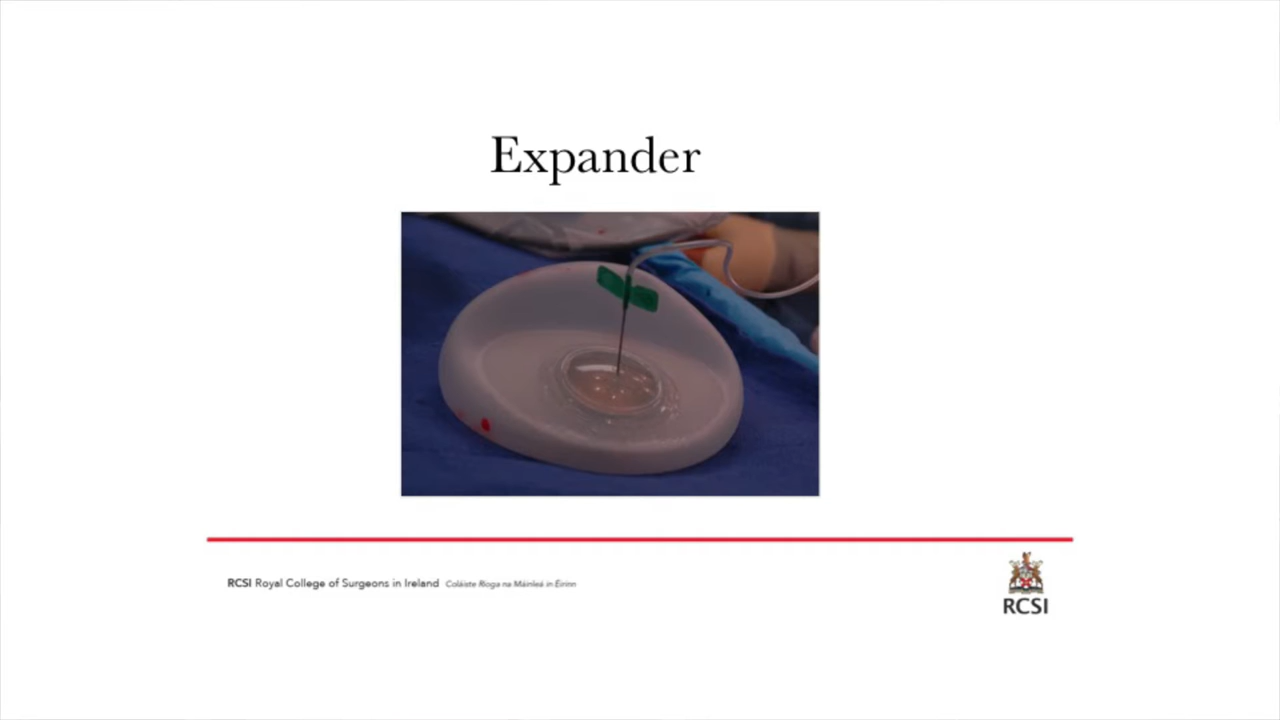 Expander
RCSI Royal College of Surgeons in Ireland Coláiste Ríoga na Máinleá in Éirinn
RCSI